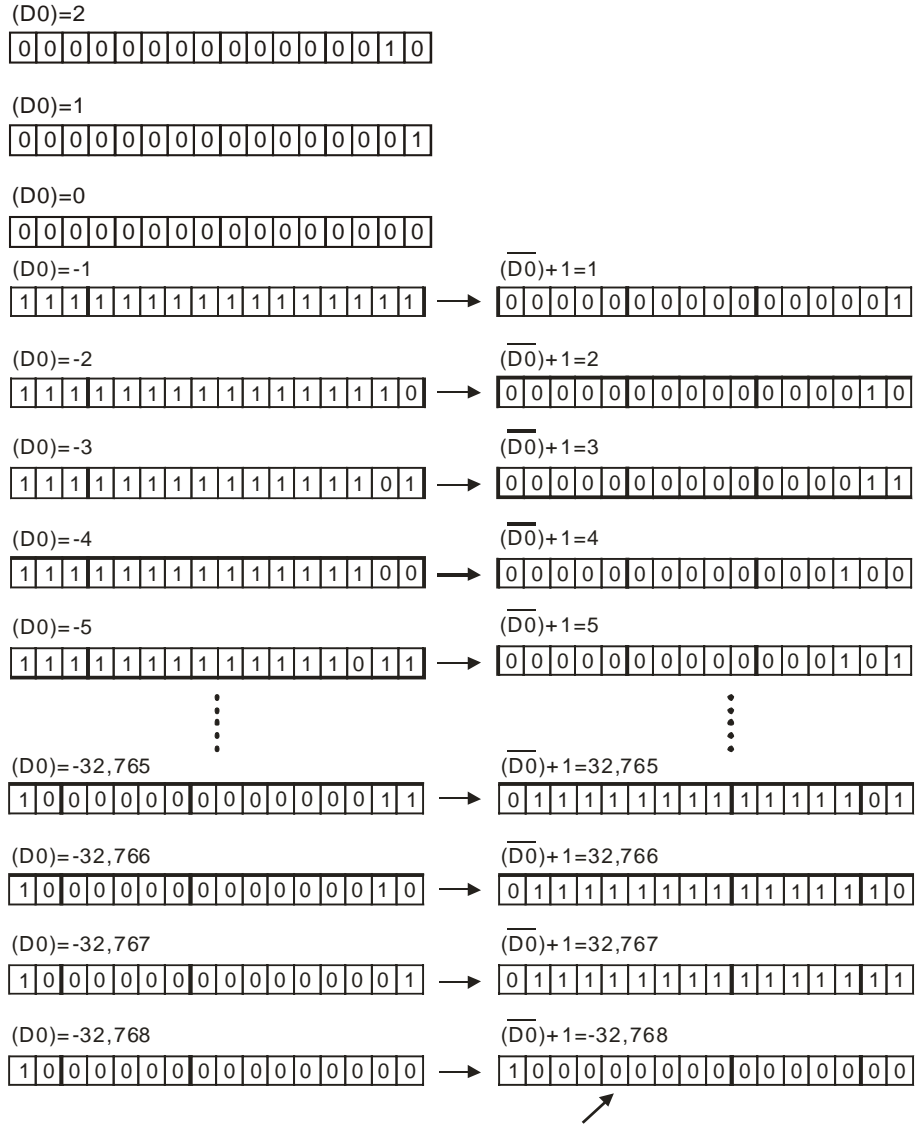 (D0)=2
0 0 0 0 0 0 0 0 0 0 0 0 0 0 1 0
(D0)=1
0 0 0 0 0 0 0 0 0 0 0 0 0 0 0 1
(D0)=0
0 0 0 0 0 0 0 0 0 0 0 0 0 0 0 0
(D0)=-1 (D̅0̅)+1=1
1 1 1 1 1 1 1 1 1 1 1 1 1 1 1 1 0 0 0 0 0 0 0 0 0 0 0 0 0 0 0 1
(D0)=-2 (D̅0̅)+1=2
1 1 1 1 1 1 1 1 1 1 1 1 1 1 1 0 0 0 0 0 0 0 0 0 0 0 0 0 0 0 1 0
(D0)=-3 (D̅0̅)+1=3
1 1 1 1 1 1 1 1 1 1 1 1 1 1 0 1 0 0 0 0 0 0 0 0 0 0 0 0 0 0 1 1
(D0)=-4 (D̅0̅)+1=4
1 1 1 1 1 1 1 1 1 1 1 1 1 1 0 0 0 0 0 0 0 0 0 0 0 0 0 0 0 1 0 0
(D0)=-5 (D̅0̅)+1=5
1 1 1 1 1 1 1 1 1 1 1 1 1 0 1 1 0 0 0 0 0 0 0 0 0 0 0 0 0 1 0 1
(D0)=-32,765 (D̅0̅)+1=32,765
1 0 0 0 0 0 0 0 0 0 0 0 0 0 1 1 0 1 1 1 1 1 1 1 1 1 1 1 1 1 0 1
(D0)=-32,766 (D̅0̅)+1=32,766
1 0 0 0 0 0 0 0 0 0 0 0 0 0 1 0 0 1 1 1 1 1 1 1 1 1 1 1 1 1 1 0
(D0)=-32,767 (D̅0̅)+1=32,767
1 0 0 0 0 0 0 0 0 0 0 0 0 0 0 1 0 1 1 1 1 1 1 1 1 1 1 1 1 1 1 1
(D0)=-32,768 (D̅0̅)+1=-32,768
1 0 0 0 0 0 0 0 0 0 0 0 0 0 0 0 1 0 0 0 0 0 0 0 0 0 0 0 0 0 0 0